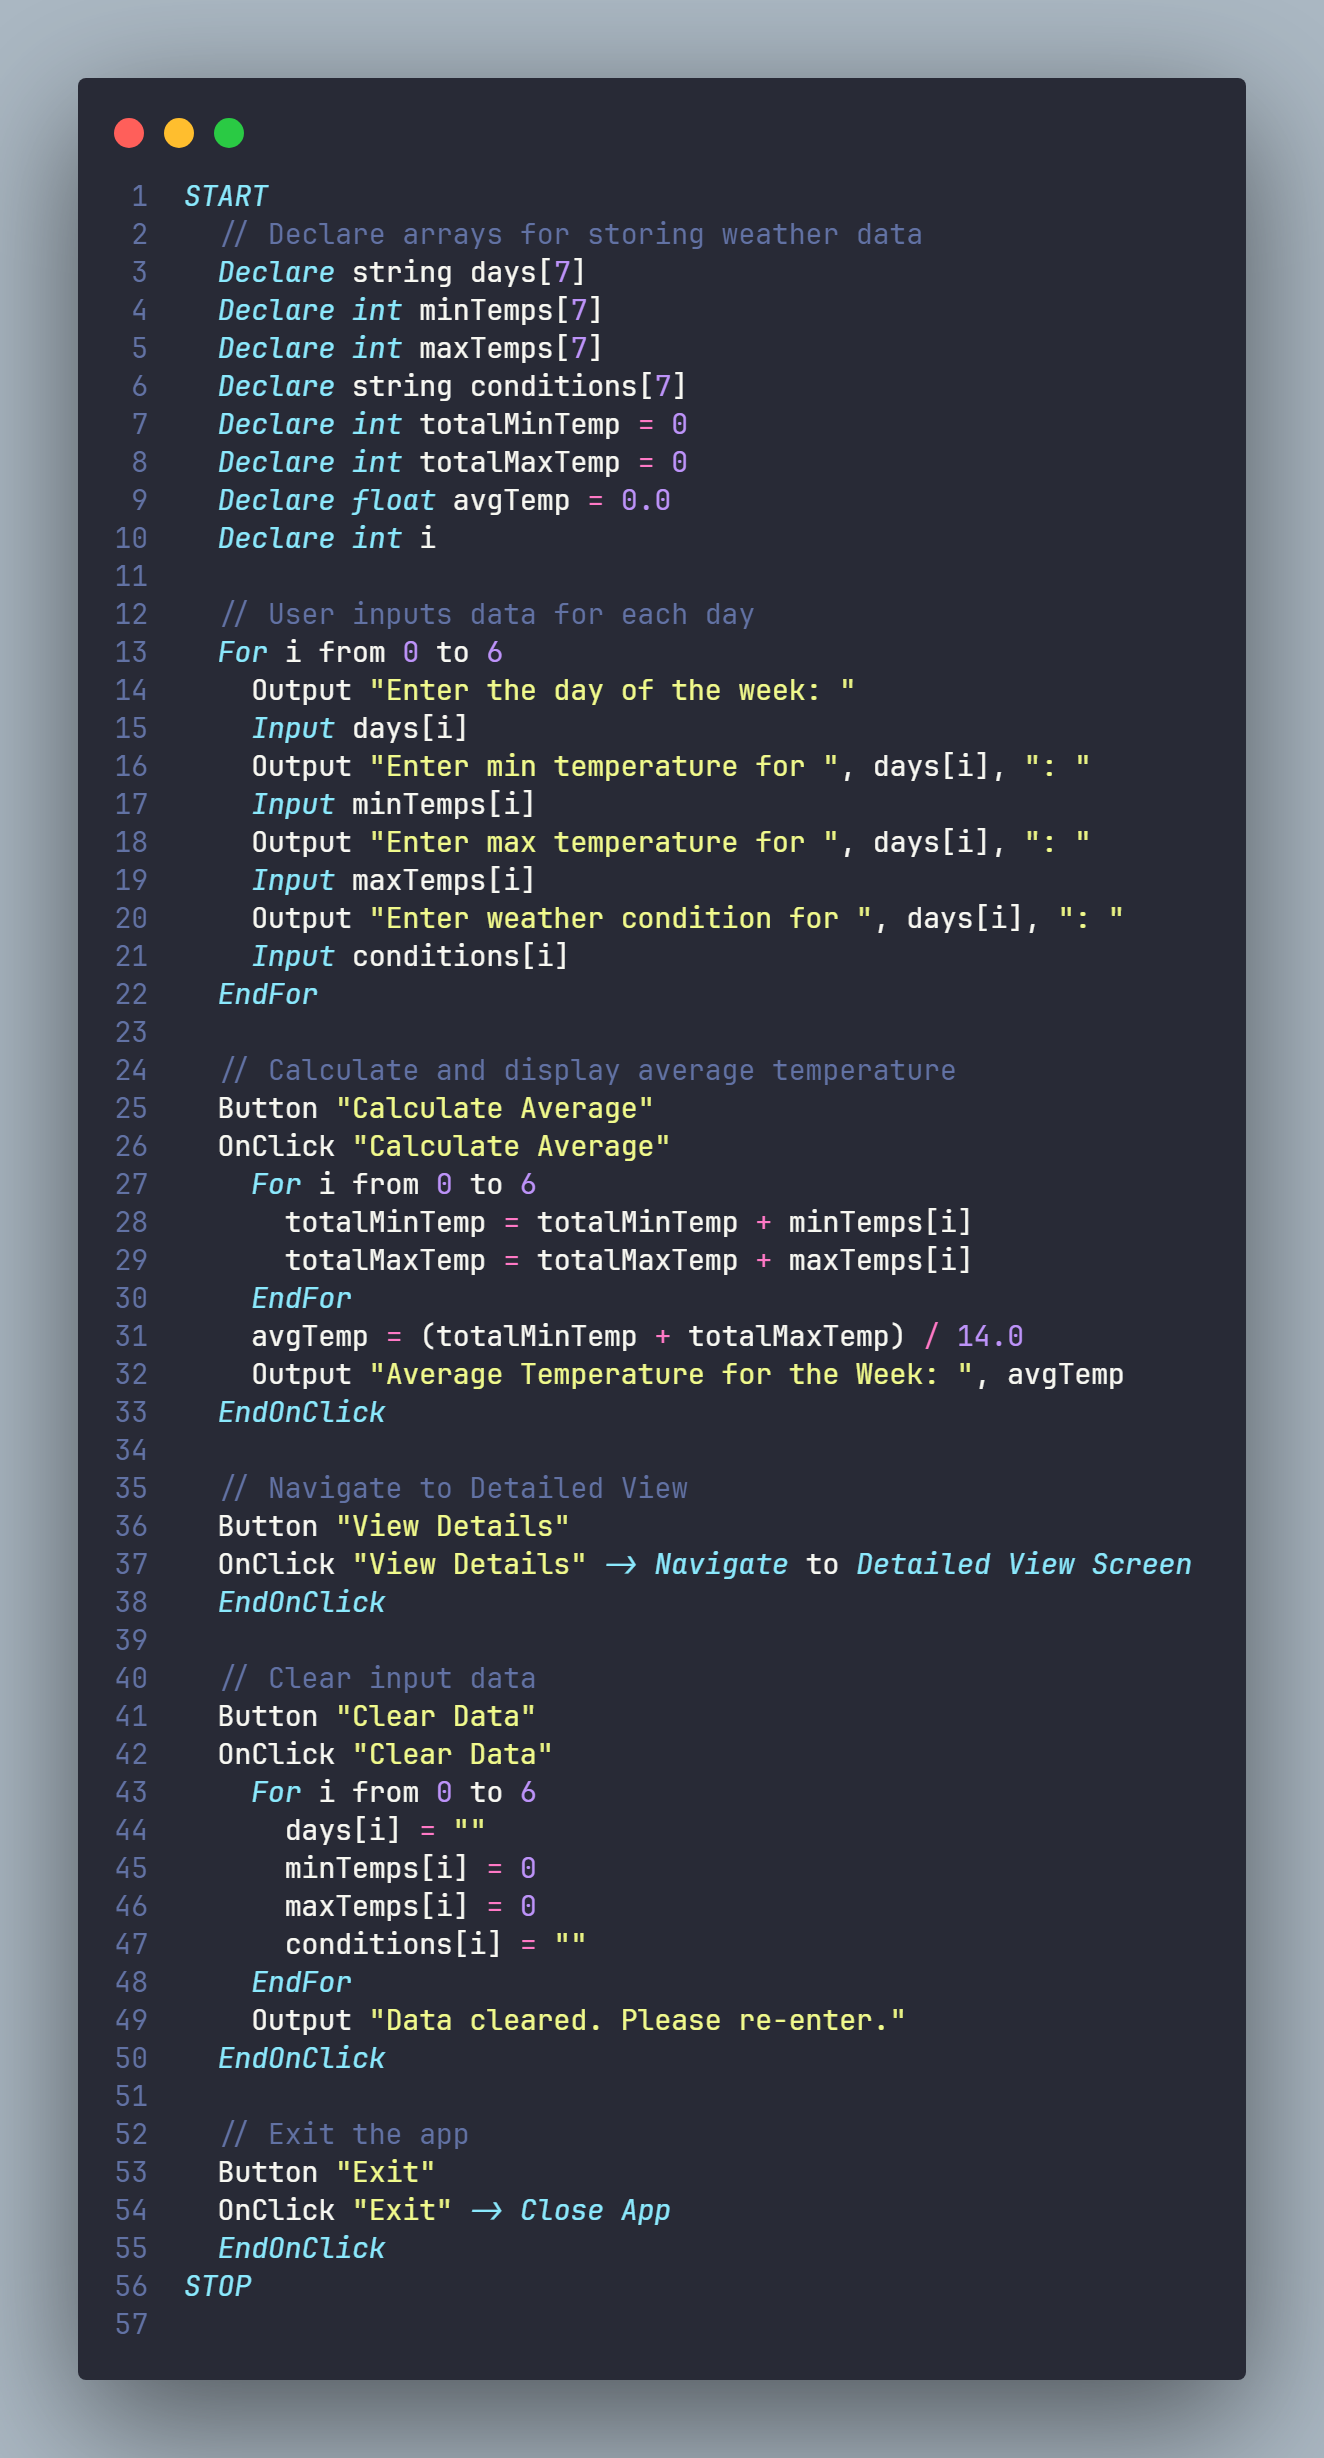 1 START
2 // Declare arrays for storing weather data
3 Declare string days[7]
4 Declare int minTemps[7]
5 Declare int maxTemps[7]
6 Declare string conditions[7]
7 Declare int totalMinTemp = 0
8 Declare int totalMaxTemp = 0
9 Declare float avgTemp = 0.0
10 Declare int i
11
12 // User inputs data for each day
13 For i from 0 to 6
14 Output "Enter the day of the week: "
15 Input days[i]
16 Output "Enter min temperature for ", days[i], ": "
17 Input minTemps[i]
18 Output "Enter max temperature for ", days[i], ": "
19 Input maxTemps[i]
20 Output "Enter weather condition for ", days[i], ": "
21 Input conditions[i]
22 EndFor
23
24 // Calculate and display average temperature
25 Button "Calculate Average"
26 OnClick "Calculate Average"
27 For i from 0 to 6
28 totalMinTemp = totalMinTemp + minTemps[i]
29 totalMaxTemp = totalMaxTemp + maxTemps[i]
30 EndFor
31 avgTemp = (totalMinTemp + totalMaxTemp) / 14.0
32 Output "Average Temperature for the Week: ", avgTemp
33 EndOnClick
34
35 // Navigate to Detailed View
36 Button "View Details"
37 OnClick "View Details" -> Navigate to Detailed View Screen
38 EndOnClick
39
40 // Clear input data
41 Button "Clear Data"
42 OnClick "Clear Data"
43 For i from 0 to 6
44 days[i] = ""
45 minTemps[i] = 0
46 maxTemps[i] = 0
47 conditions[i] = ""
48 EndFor
49 Output "Data cleared. Please re-enter."
50 EndOnClick
51
52 // Exit the app
53 Button "Exit"
54 OnClick "Exit" -> Close App
55 EndOnClick
56 STOP
57